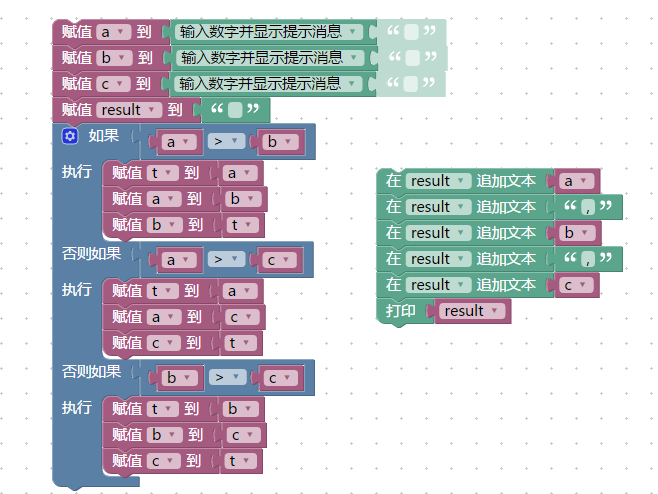 赋值 a 到 输入数字并显示提示消息 “ ”
赋值 b 到 输入数字并显示提示消息 “ ”
赋值 c 到 输入数字并显示提示消息 “ ”
赋值 result 到 “ ”
如果 a > b
执行 赋值 t 到 a
赋值 a 到 b
赋值 b 到 t
否则如果 a > c
执行 赋值 t 到 a
赋值 a 到 c
赋值 c 到 t
否则如果 b > c
执行 赋值 t 到 b
赋值 b 到 c
赋值 c 到 t
在 result 追加文本 a
在 result 追加文本 “ , ”
在 result 追加文本 b
在 result 追加文本 “ , ”
在 result 追加文本 c
打印 result